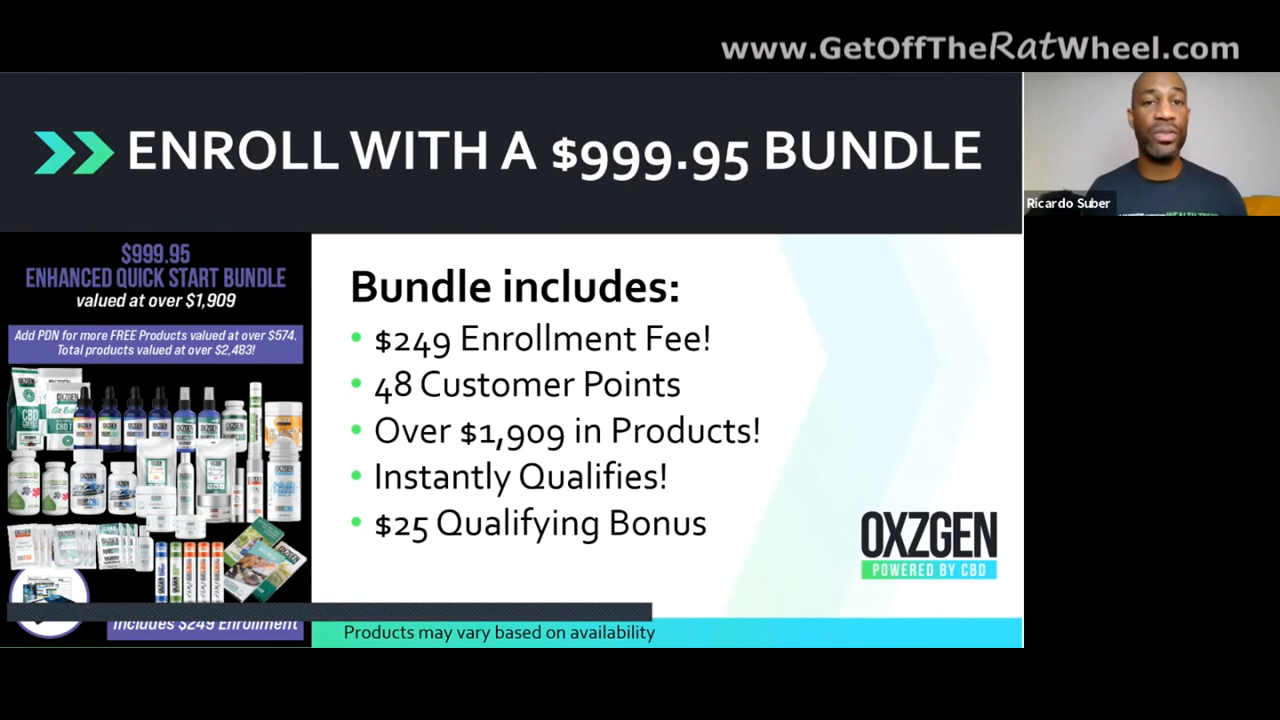 www.GetOffTheRatWheel.com
ENROLL WITH A $999.95 BUNDLE
Ricardo Suber
$999.95
ENHANCED QUICK START BUNDLE
valued at over $1,909
Add PDN for more FREE Products valued at over $574.
Total products valued at over $2,483!
OXZGEN
CBD
Includes $249 Enrollment
Bundle includes:
• $249 Enrollment Fee!
• 48 Customer Points
• Over $1,909 in Products!
• Instantly Qualifies!
• $25 Qualifying Bonus
OXZGEN
POWERED BY CBD
Products may vary based on availability